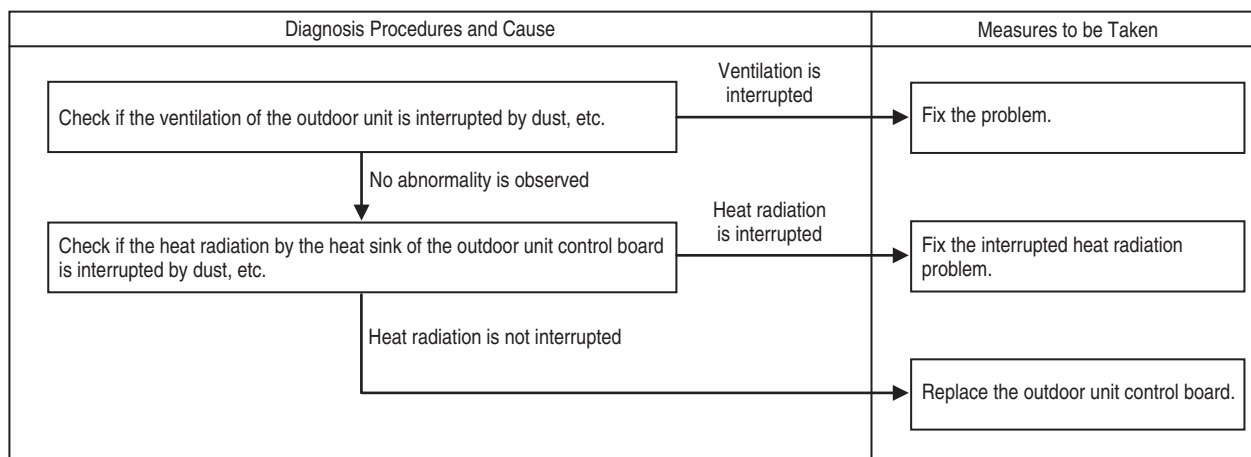 Diagnosis Procedures and Cause
Measures to be Taken
Ventilation is
interrupted
Check if the ventilation of the outdoor unit is interrupted by dust, etc.
Fix the problem.
No abnormality is observed
Heat radiation
is interrupted
Check if the heat radiation by the heat sink of the outdoor unit control board
is interrupted by dust, etc.
Fix the interrupted heat radiation
problem.
Heat radiation is not interrupted
Replace the outdoor unit control board.